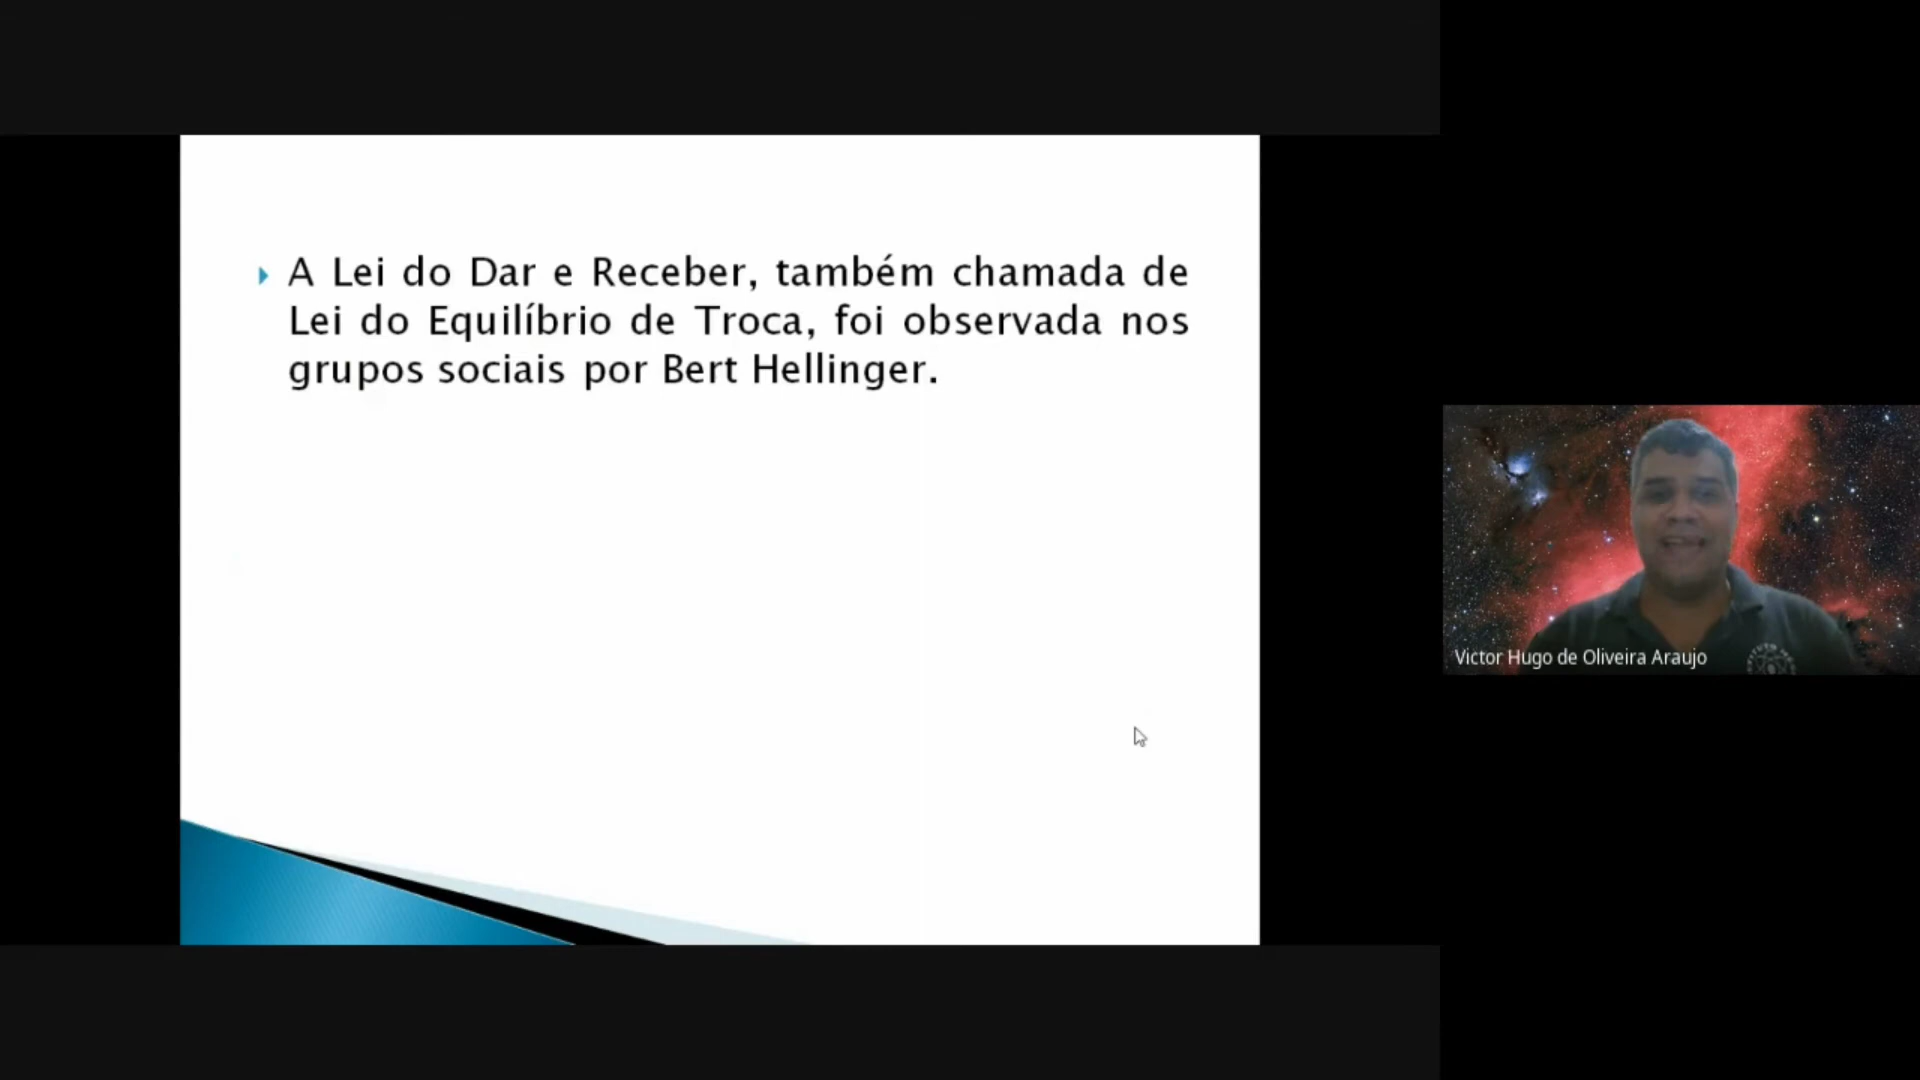 A Lei do Dar e Receber, também chamada de
Lei do Equilíbrio de Troca, foi observada nos
grupos sociais por Bert Hellinger.
Victor Hugo de Oliveira Araujo